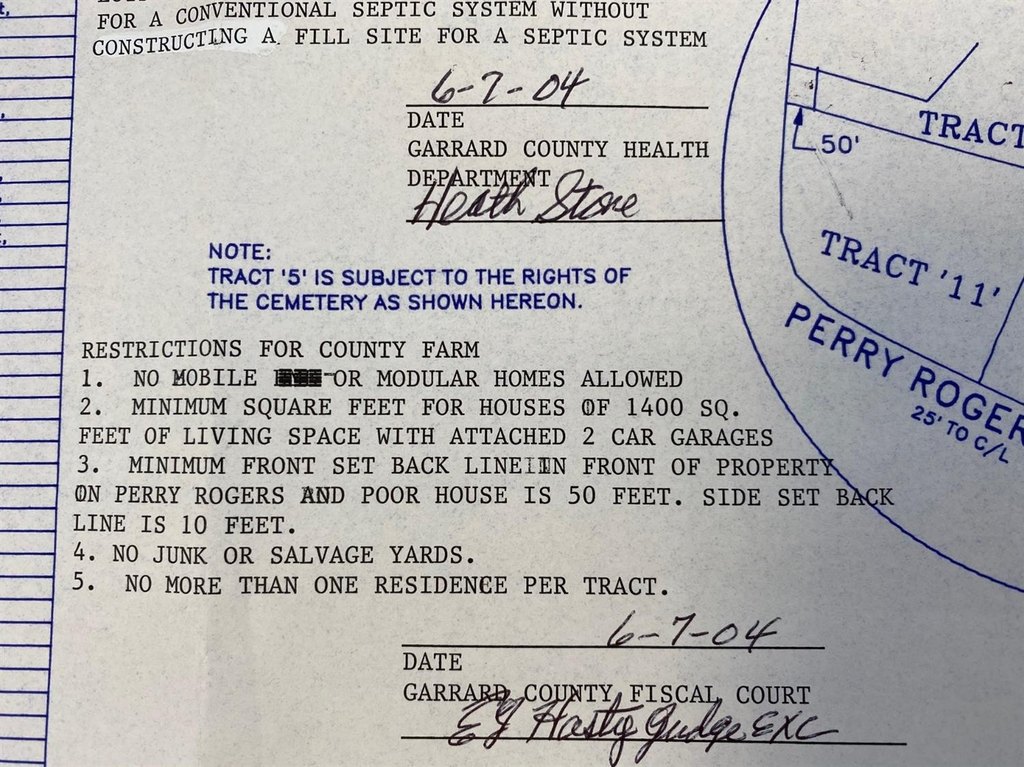 FOR A CONVENTIONAL SEPTIC SYSTEM WITHOUT
CONSTRUCTING A FILL SITE FOR A SEPTIC SYSTEM
6-7-04
DATE
GARRARD COUNTY HEALTH
DEPARTMENT
Heath Stone
NOTE:
TRACT '5' IS SUBJECT TO THE RIGHTS OF
THE CEMETERY AS SHOWN HEREON.
RESTRICTIONS FOR COUNTY FARM
1. NO MOBILE OR MODULAR HOMES ALLOWED
2. MINIMUM SQUARE FEET FOR HOUSES OF 1400 SQ.
FEET OF LIVING SPACE WITH ATTACHED 2 CAR GARAGES
3. MINIMUM FRONT SET BACK LINE IN FRONT OF PROPERTY
ON PERRY ROGERS AND POOR HOUSE IS 50 FEET. SIDE SET BACK
LINE IS 10 FEET.
4. NO JUNK OR SALVAGE YARDS.
5. NO MORE THAN ONE RESIDENCE PER TRACT.
6-7-04
DATE
GARRARD COUNTY FISCAL COURT
EJ Hasty Judge EXC
TRACT
50'
TRACT '11'
PERRY ROGER
25' TO C/L